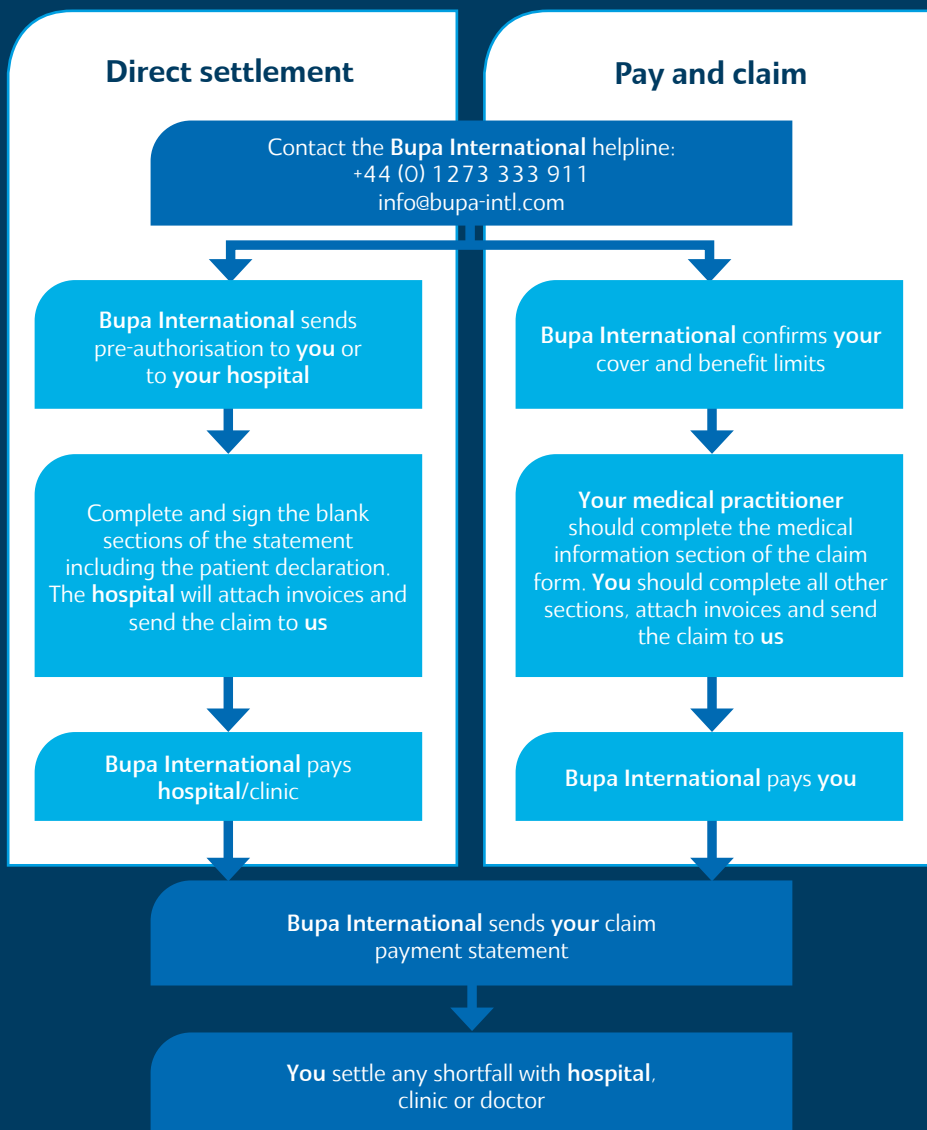 Direct settlement
Pay and claim
Contact the Bupa International helpline:
+44 (0) 1273 333 911
info@bupa-intl.com
Bupa International sends
pre-authorisation to you or
to your hospital
Bupa International confirms your
cover and benefit limits
Complete and sign the blank
sections of the statement
including the patient declaration.
The hospital will attach invoices and
send the claim to us
Your medical practitioner
should complete the medical
information section of the claim
form. You should complete all other
sections, attach invoices and send
the claim to us
Bupa International pays
hospital/clinic
Bupa International pays you
Bupa International sends your claim
payment statement
You settle any shortfall with hospital,
clinic or doctor